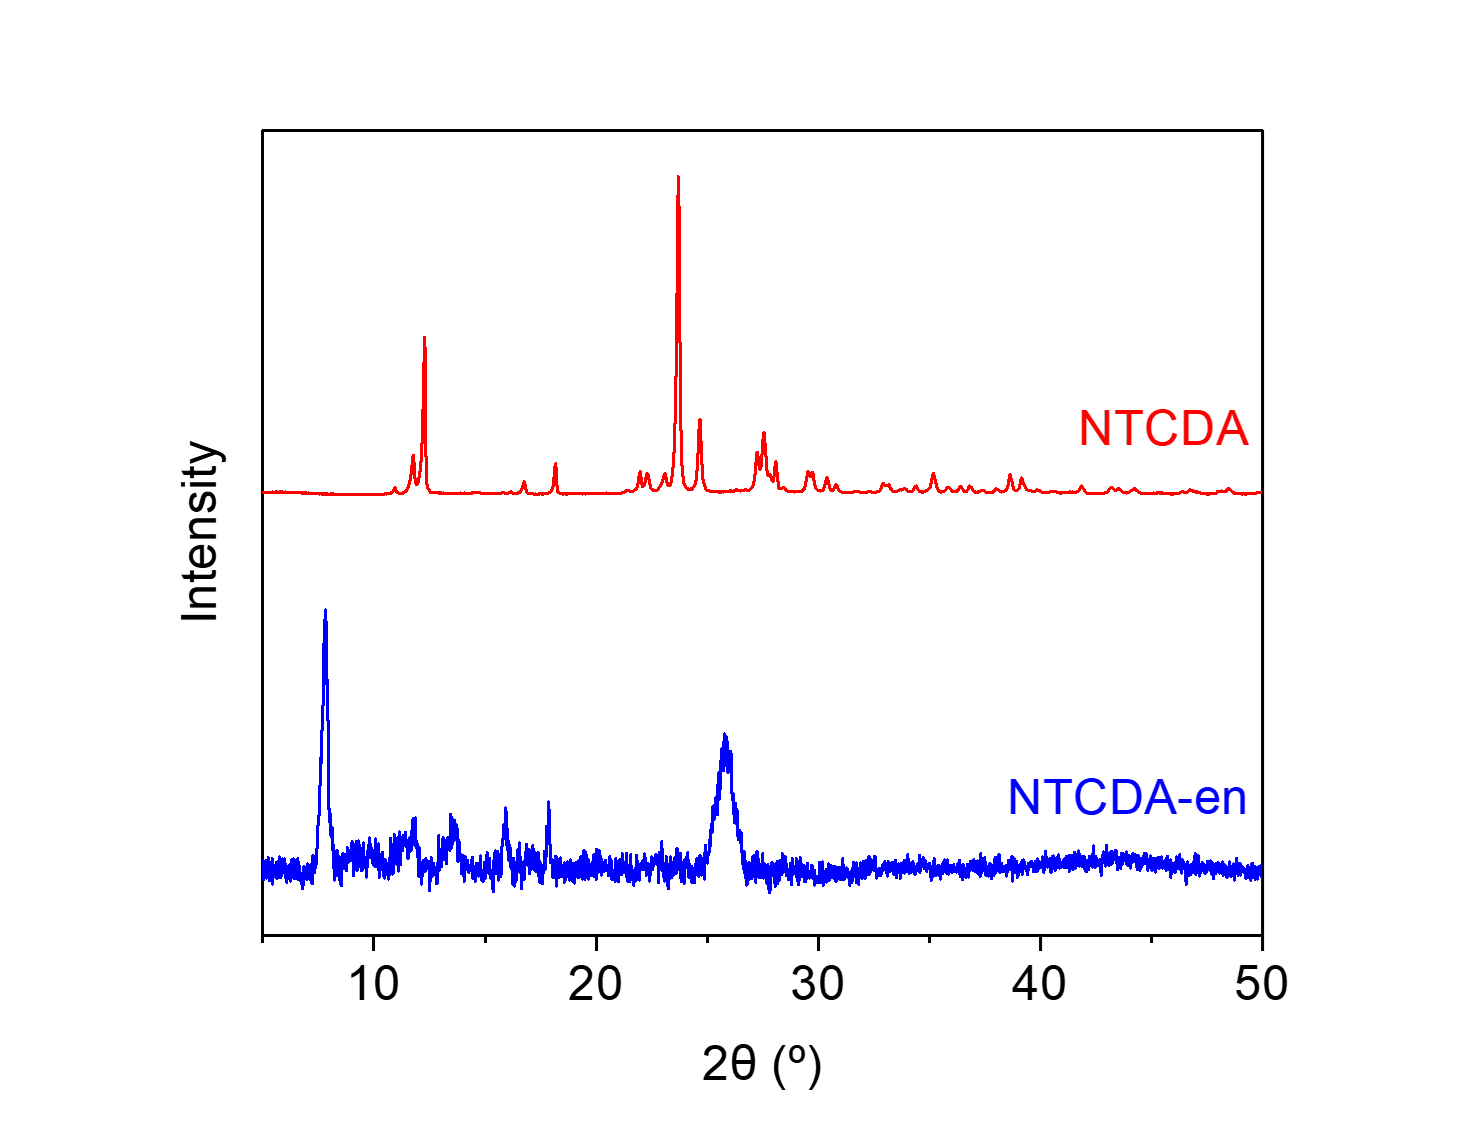 NTCDA
Intensity
NTCDA-en
10 20 30 40 50
2θ (º)